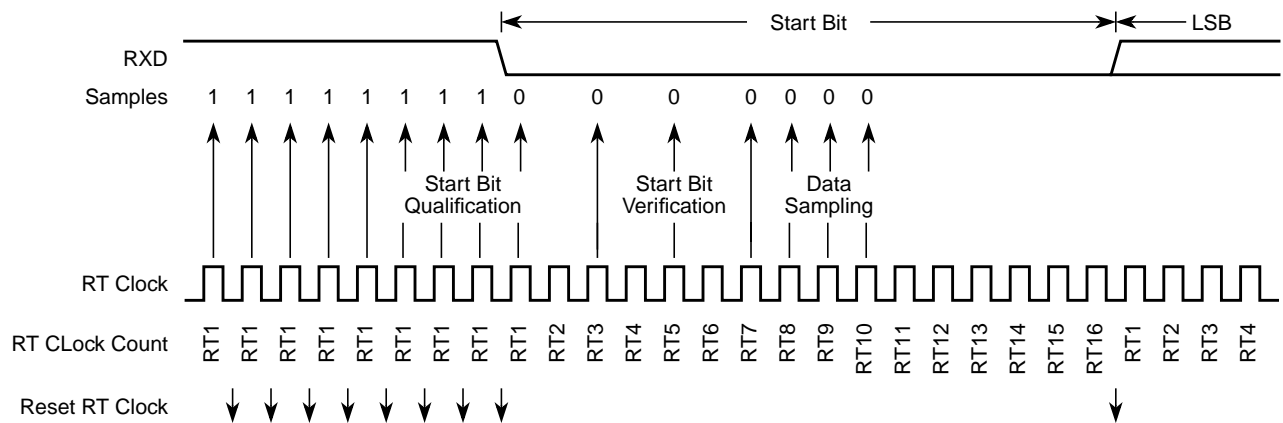 Start Bit LSB
RXD
Samples 1 1 1 1 1 1 1 1 0 0 0 0 0 0 0
Start Bit Qualification
Start Bit Verification
Data Sampling
RT Clock
RT CLock Count RT1 RT1 RT1 RT1 RT1 RT1 RT1 RT1 RT1 RT2 RT3 RT4 RT5 RT6 RT7 RT8 RT9 RT10 RT11 RT12 RT13 RT14 RT15 RT16 RT1 RT2 RT3 RT4
Reset RT Clock